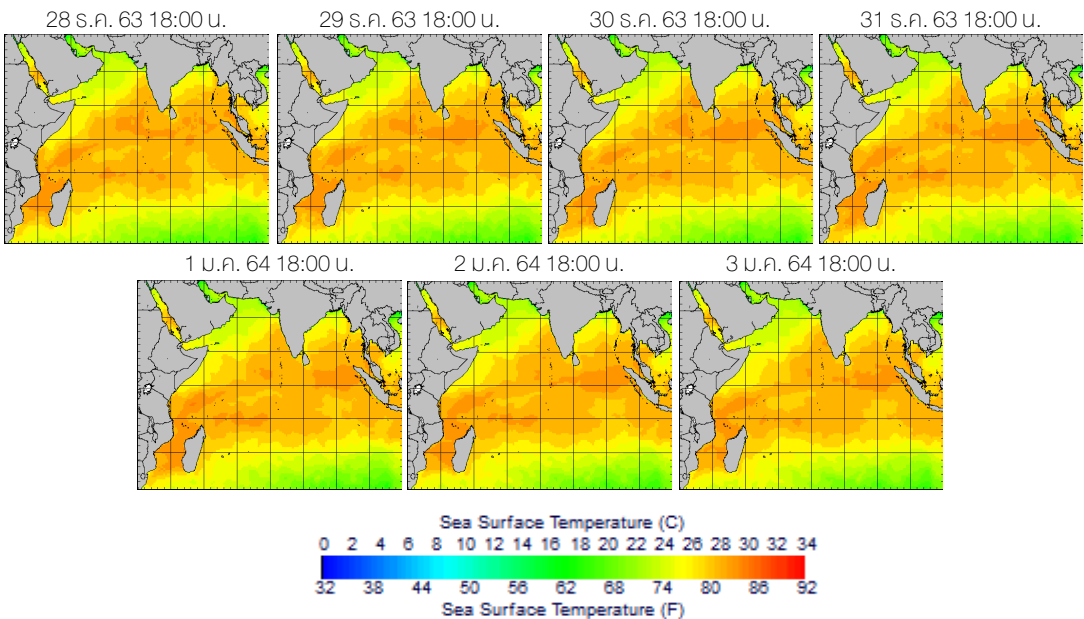 28 ธ.ค. 63 18:00 น. 29 ธ.ค. 63 18:00 น. 30 ธ.ค. 63 18:00 น. 31 ธ.ค. 63 18:00 น.
1 ม.ค. 64 18:00 น. 2 ม.ค. 64 18:00 น. 3 ม.ค. 64 18:00 น.
Sea Surface Temperature (C)
0 2 4 6 8 10 12 14 16 18 20 22 24 26 28 30 32 34
32 38 44 50 56 62 68 74 80 86 92
Sea Surface Temperature (F)